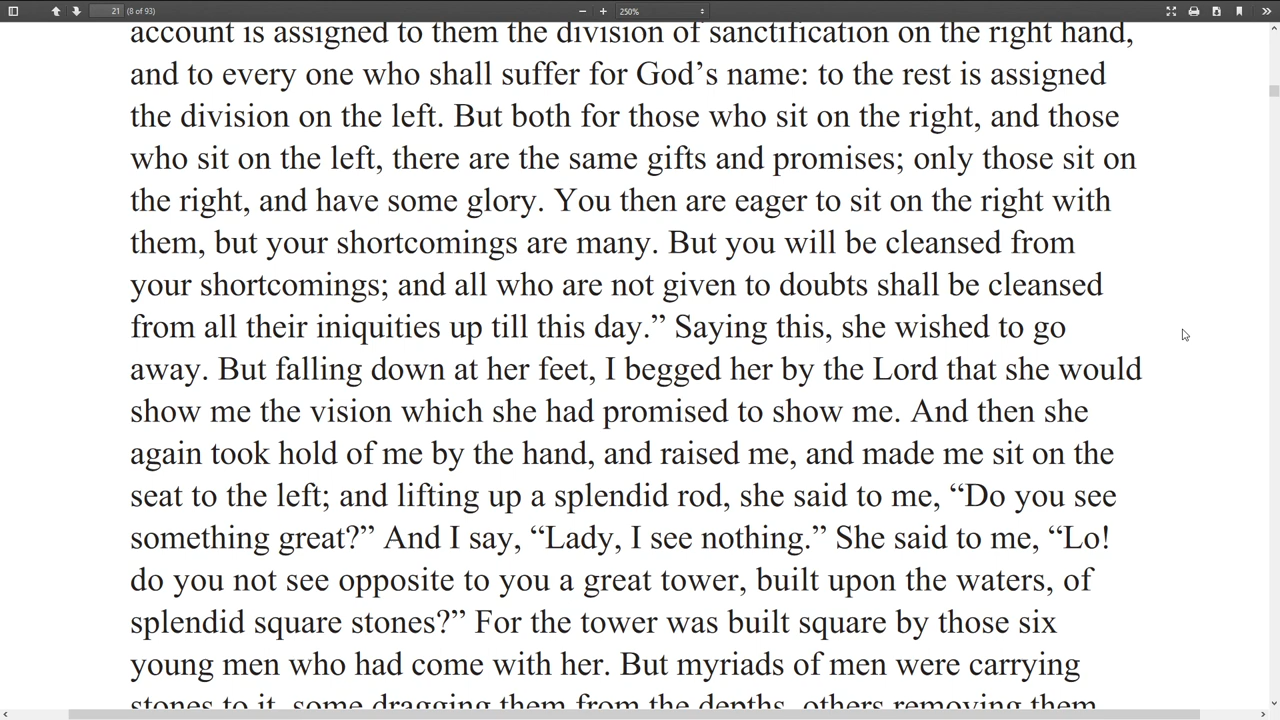 21 (8 of 93) 250%
account is assigned to them the division of sanctification on the right hand,
and to every one who shall suffer for God’s name: to the rest is assigned
the division on the left. But both for those who sit on the right, and those
who sit on the left, there are the same gifts and promises; only those sit on
the right, and have some glory. You then are eager to sit on the right with
them, but your shortcomings are many. But you will be cleansed from
your shortcomings; and all who are not given to doubts shall be cleansed
from all their iniquities up till this day.” Saying this, she wished to go
away. But falling down at her feet, I begged her by the Lord that she would
show me the vision which she had promised to show me. And then she
again took hold of me by the hand, and raised me, and made me sit on the
seat to the left; and lifting up a splendid rod, she said to me, “Do you see
something great?” And I say, “Lady, I see nothing.” She said to me, “Lo!
do you not see opposite to you a great tower, built upon the waters, of
splendid square stones?” For the tower was built square by those six
young men who had come with her. But myriads of men were carrying
stones to it, some dragging them from the depths, others removing them